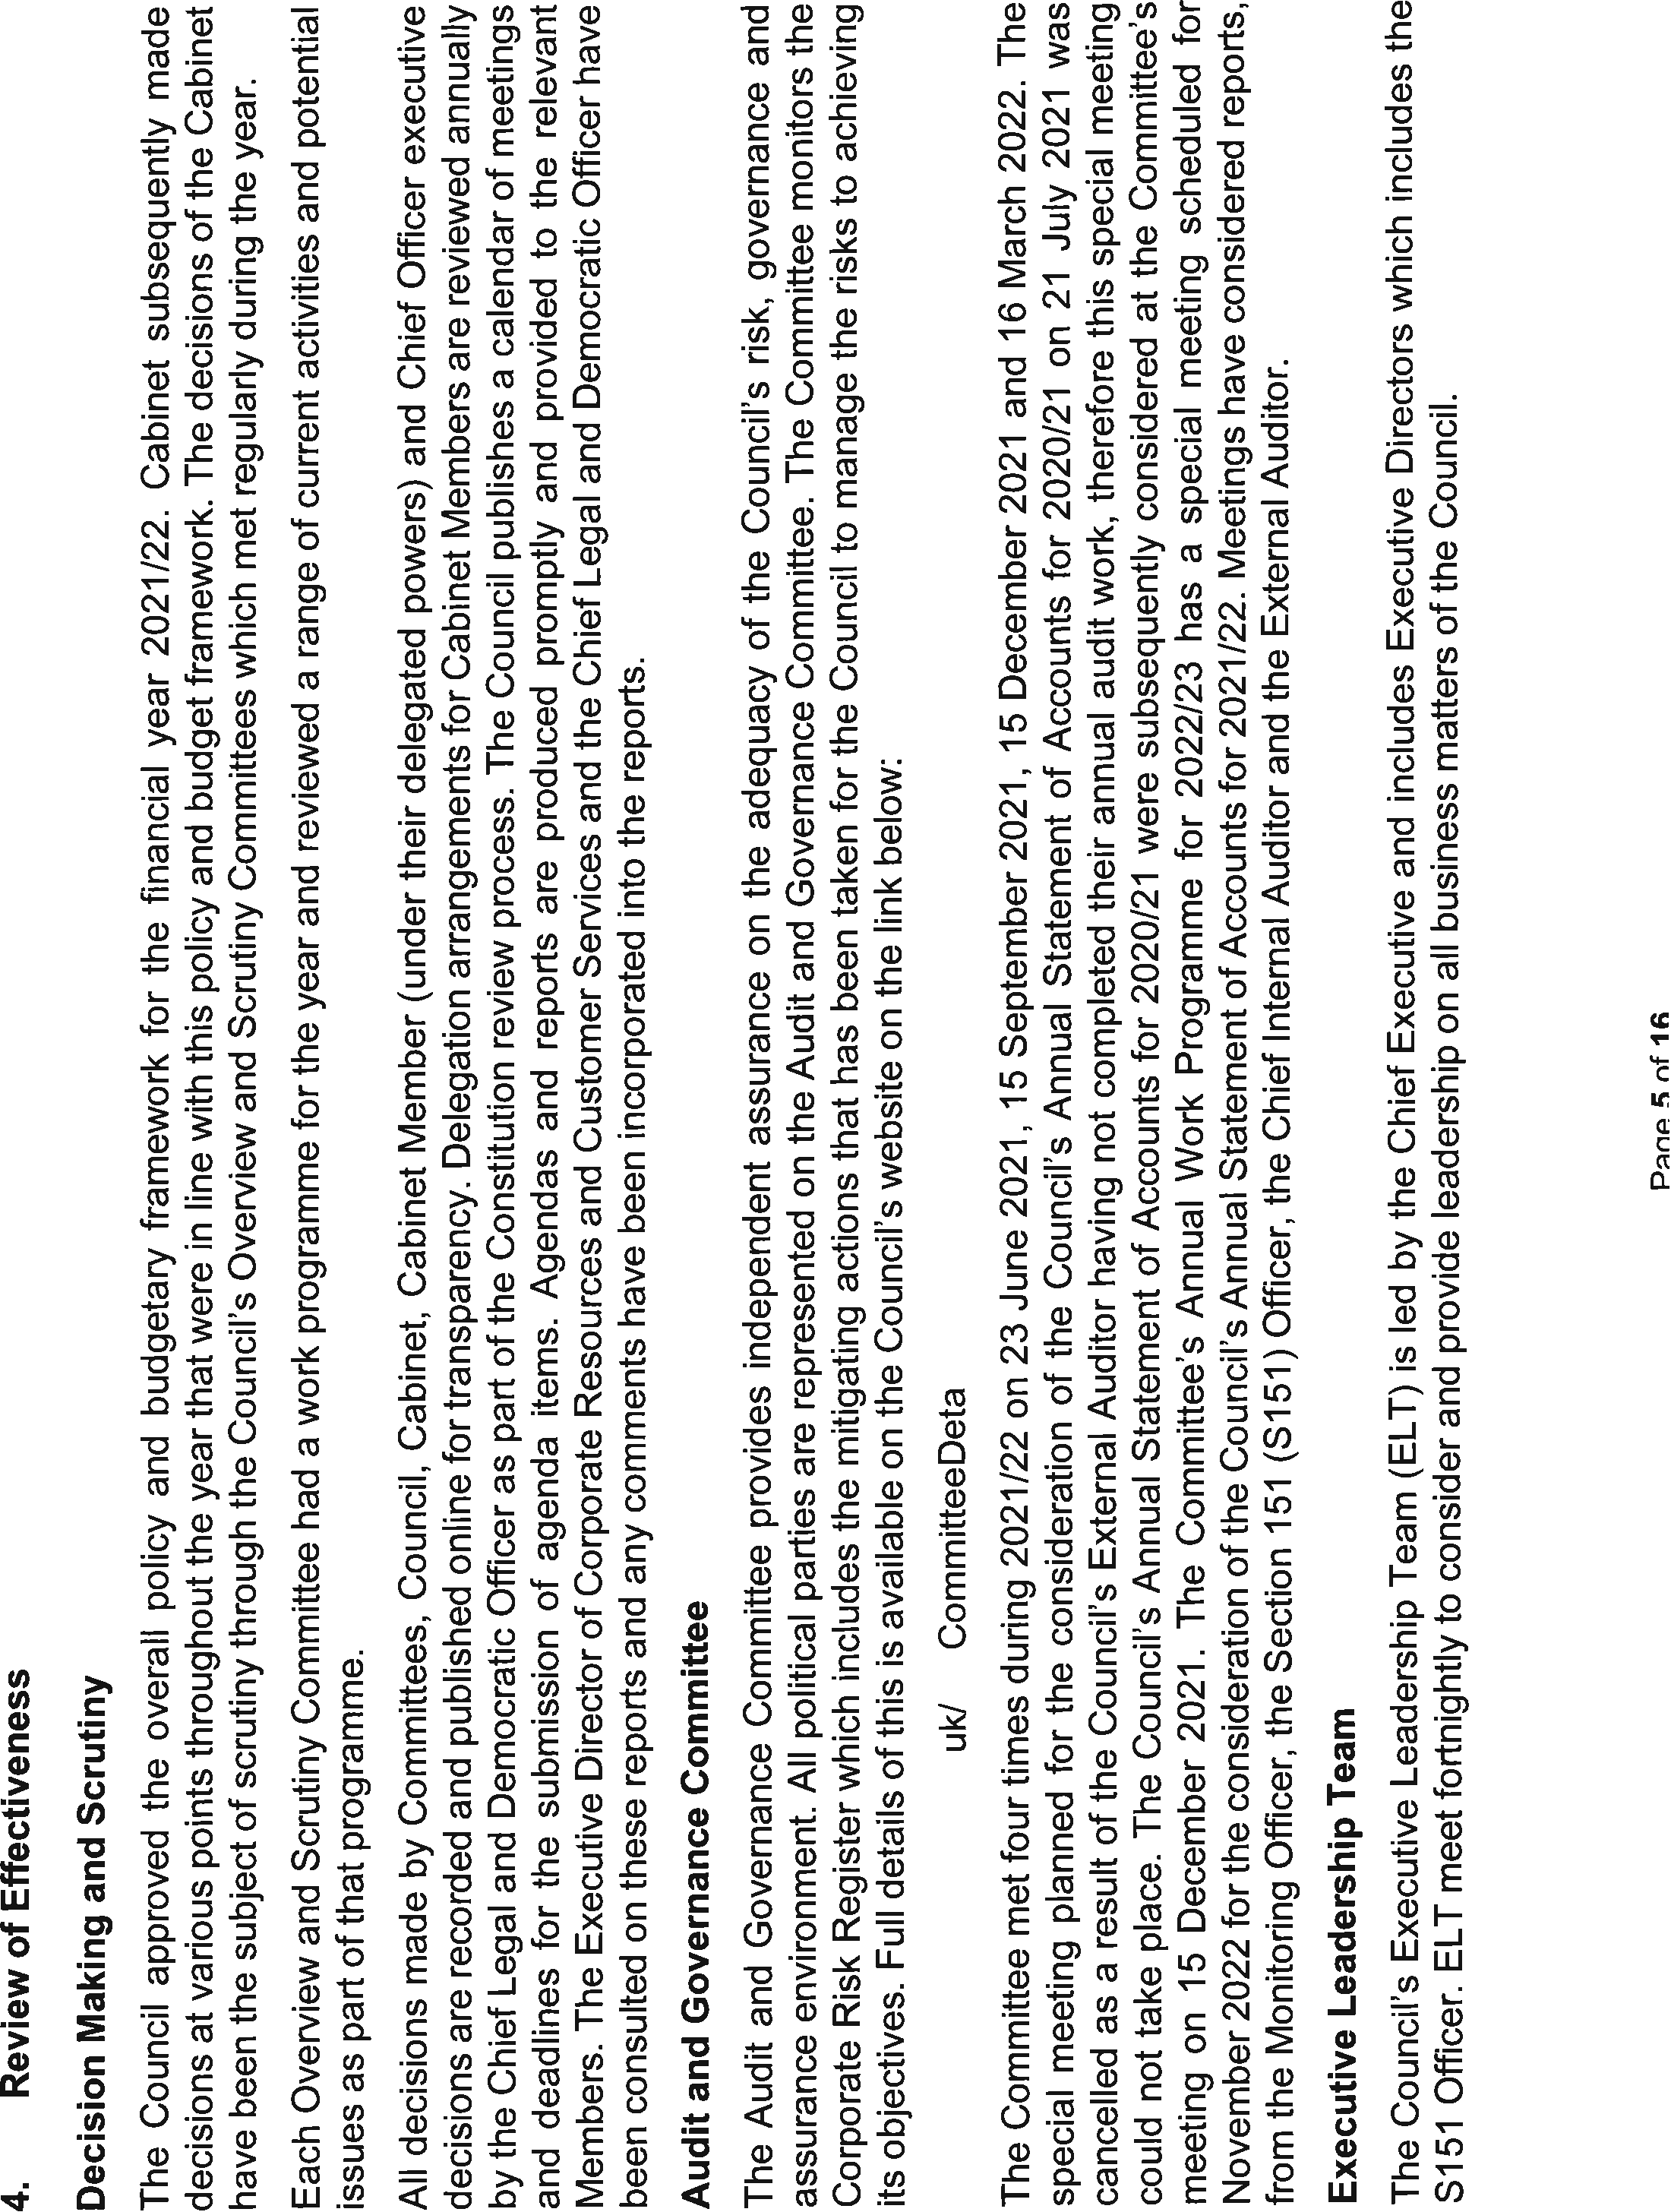 4. Review of Effectiveness
Decision Making and Scrutiny
The Council approved the overall policy and budgetary framework for the financial year 2021/22. Cabinet subsequently made
decisions at various points throughout the year that were in line with this policy and budget framework. The decisions of the Cabinet
have been the subject of scrutiny through the Council's Overview and Scrutiny Committees which met regularly during the year.
Each Overview and Scrutiny Committee had a work programme for the year and reviewed a range of current activities and potential
issues as part of that programme.
All decisions made by Committees, Council, Cabinet, Cabinet Member (under their delegated powers) and Chief Officer executive
decisions are recorded and published online for transparency. Delegation arrangements for Cabinet Members are reviewed annually
by the Chief Legal and Democratic Officer as part of the Constitution review process. The Council publishes a calendar of meetings
and deadlines for the submission of agenda items. Agendas and reports are produced promptly and provided to the relevant
Members. The Executive Director of Corporate Resources and Customer Services and the Chief Legal and Democratic Officer have
been consulted on these reports and any comments have been incorporated into the reports.
Audit and Governance Committee
The Audit and Governance Committee provides independent assurance on the adequacy of the Council's risk, governance and
assurance environment. All political parties are represented on the Audit and Governance Committee. The Committee monitors the
Corporate Risk Register which includes the mitigating actions that has been taken for the Council to manage the risks to achieving
its objectives. Full details of this is available on the Council's website on the link below:
uk/ CommitteeDeta
The Committee met four times during 2021/22 on 23 June 2021, 15 September 2021, 15 December 2021 and 16 March 2022. The
special meeting planned for the consideration of the Council's Annual Statement of Accounts for 2020/21 on 21 July 2021 was
cancelled as a result of the Council's External Auditor having not completed their annual audit work, therefore this special meeting
could not take place. The Council's Annual Statement of Accounts for 2020/21 were subsequently considered at the Committee's
meeting on 15 December 2021. The Committee's Annual Work Programme for 2022/23 has a special meeting scheduled for
November 2022 for the consideration of the Council's Annual Statement of Accounts for 2021/22. Meetings have considered reports,
from the Monitoring Officer, the Section 151 (S151) Officer, the Chief Internal Auditor and the External Auditor.
Executive Leadership Team
The Council's Executive Leadership Team (ELT) is led by the Chief Executive and includes Executive Directors which includes the
S151 Officer. ELT meet fortnightly to consider and provide leadership on all business matters of the Council.
Page 5 of 16